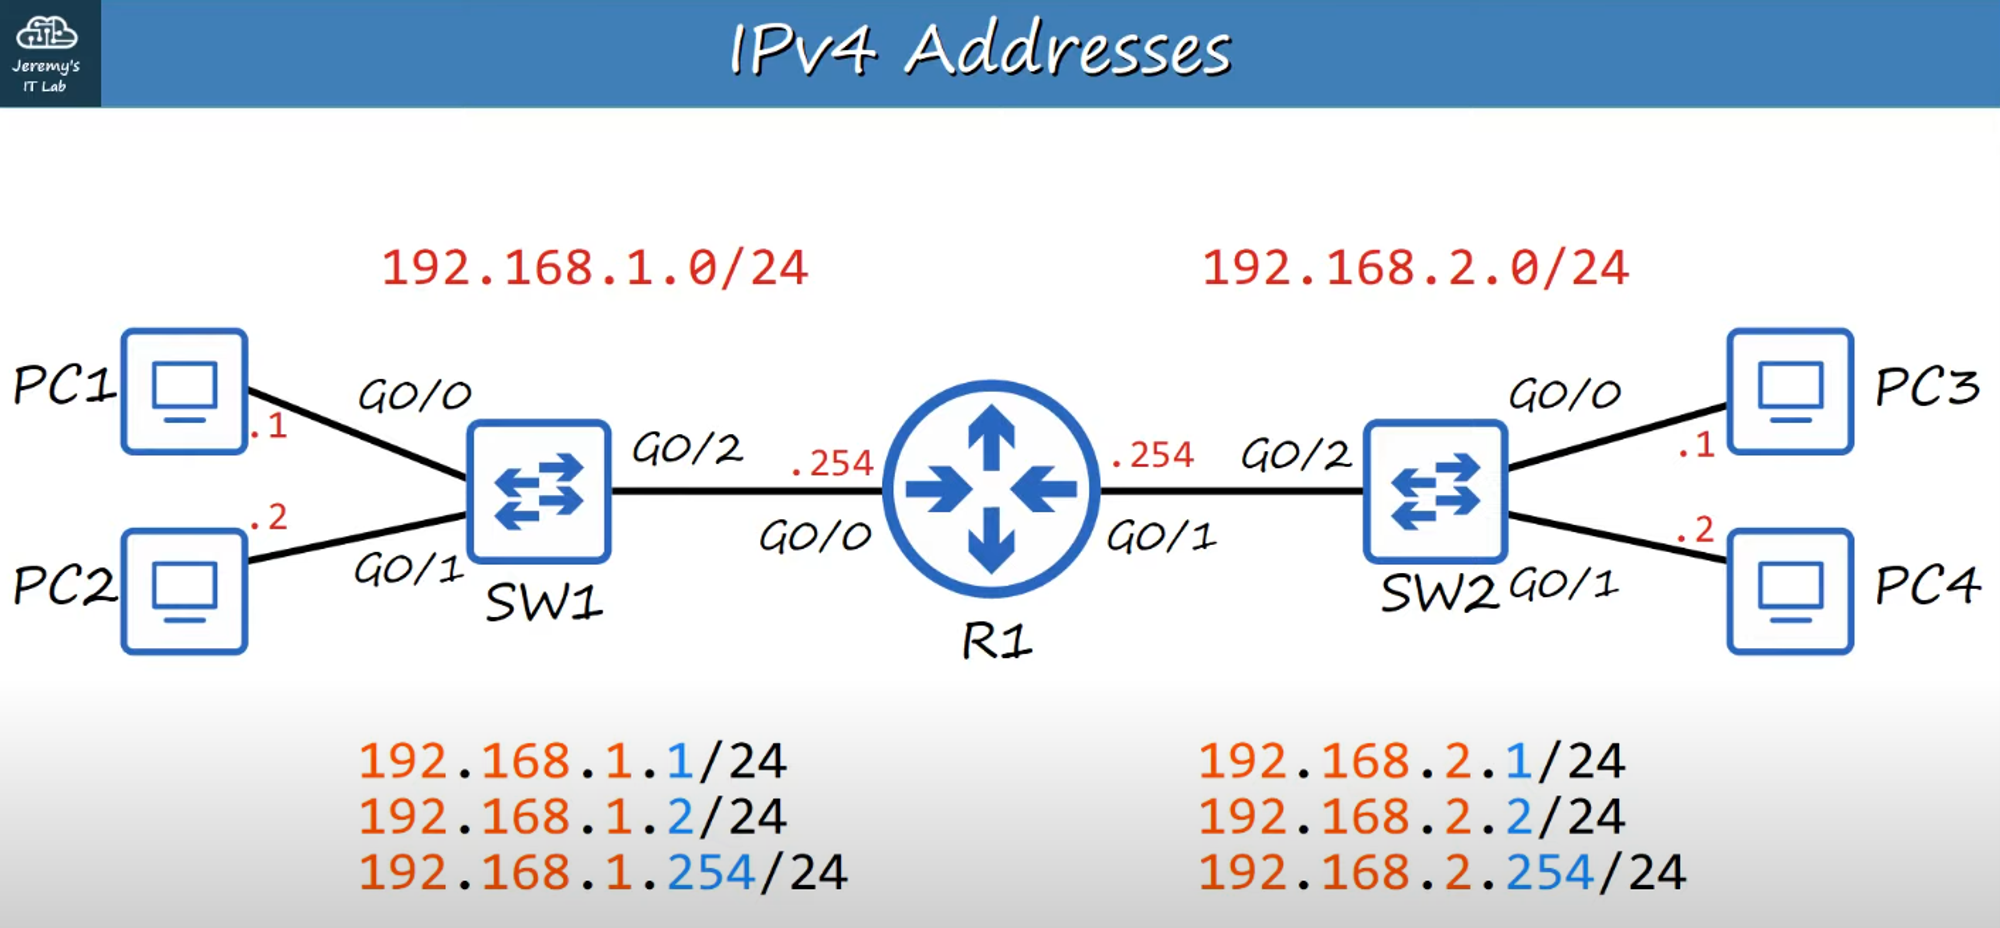 Jeremy's
IT Lab
IPv4 Addresses
192.168.1.0/24
192.168.2.0/24
PC1
.1
G0/0
PC2
.2
G0/1
SW1
G0/2
.254
G0/0
R1
.254
G0/1
G0/2
SW2
G0/0
.1
PC3
G0/1
.2
PC4
192.168.1.1/24
192.168.1.2/24
192.168.1.254/24
192.168.2.1/24
192.168.2.2/24
192.168.2.254/24